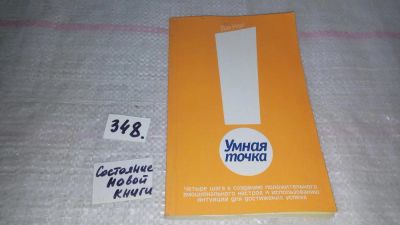 348.
Состояние
новой
книги
Умная
точка
Четыре шага к созданию положительного
эмоционального настроя и использованию
интуиции для достижения успеха